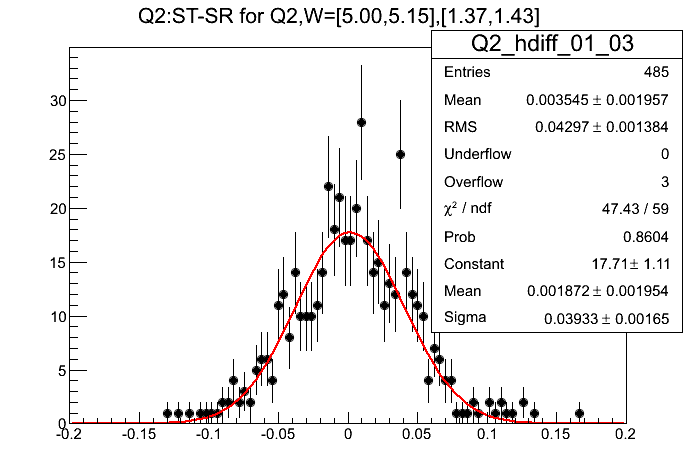 Q2:ST-SR for Q2,W=[5.00,5.15],[1.37,1.43]
Q2_hdiff_01_03
Entries 485
Mean 0.003545 ± 0.001957
RMS 0.04297 ± 0.001384
Underflow 0
Overflow 3
χ² / ndf 47.43 / 59
Prob 0.8604
Constant 17.71 ± 1.11
Mean 0.001872 ± 0.001954
Sigma 0.03933 ± 0.00165
30
25
20
15
10
5
0
-0.2 -0.15 -0.1 -0.05 0 0.05 0.1 0.15 0.2